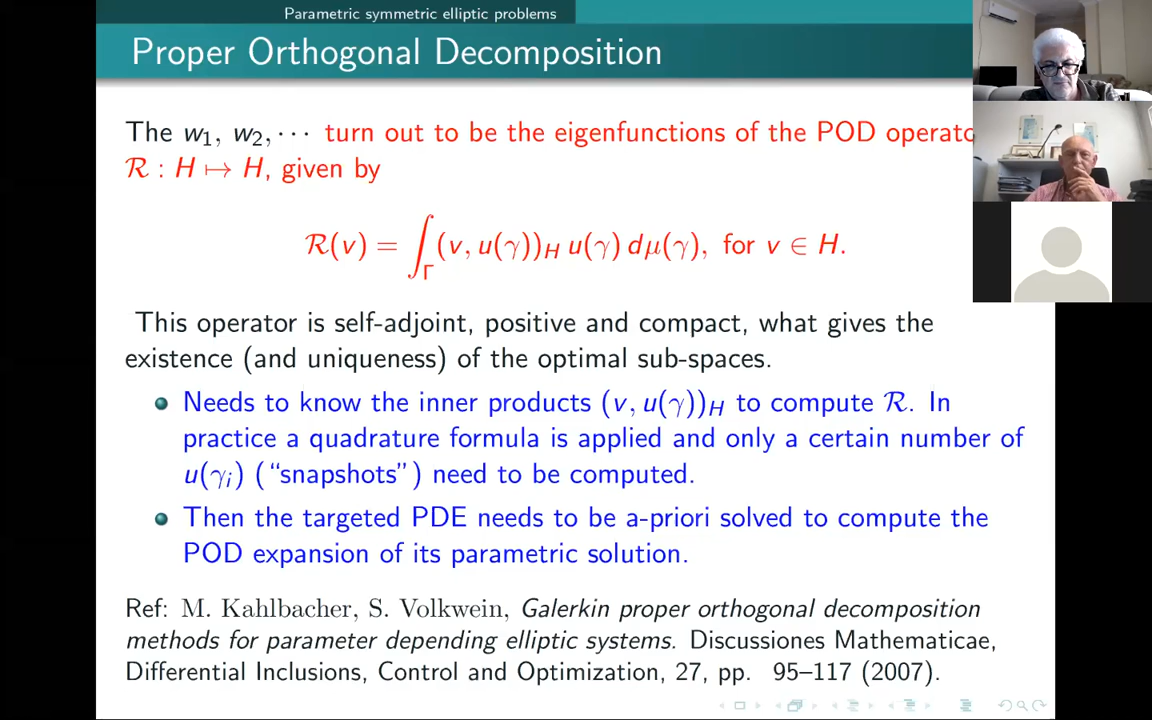 Parametric symmetric elliptic problems
Proper Orthogonal Decomposition
The w₁, w₂, ⋯ turn out to be the eigenfunctions of the POD operato
ℛ : H ↦ H, given by
ℛ(v) = ∫_Γ (v, u(γ))_H u(γ) dμ(γ), for v ∈ H.
This operator is self-adjoint, positive and compact, what gives the
existence (and uniqueness) of the optimal sub-spaces.
Needs to know the inner products (v, u(γ))_H to compute ℛ. In
practice a quadrature formula is applied and only a certain number of
u(γᵢ) (“snapshots”) need to be computed.
Then the targeted PDE needs to be a-priori solved to compute the
POD expansion of its parametric solution.
Ref: M. Kahlbacher, S. Volkwein, Galerkin proper orthogonal decomposition
methods for parameter depending elliptic systems. Discussiones Mathematicae,
Differential Inclusions, Control and Optimization, 27, pp. 95–117 (2007).